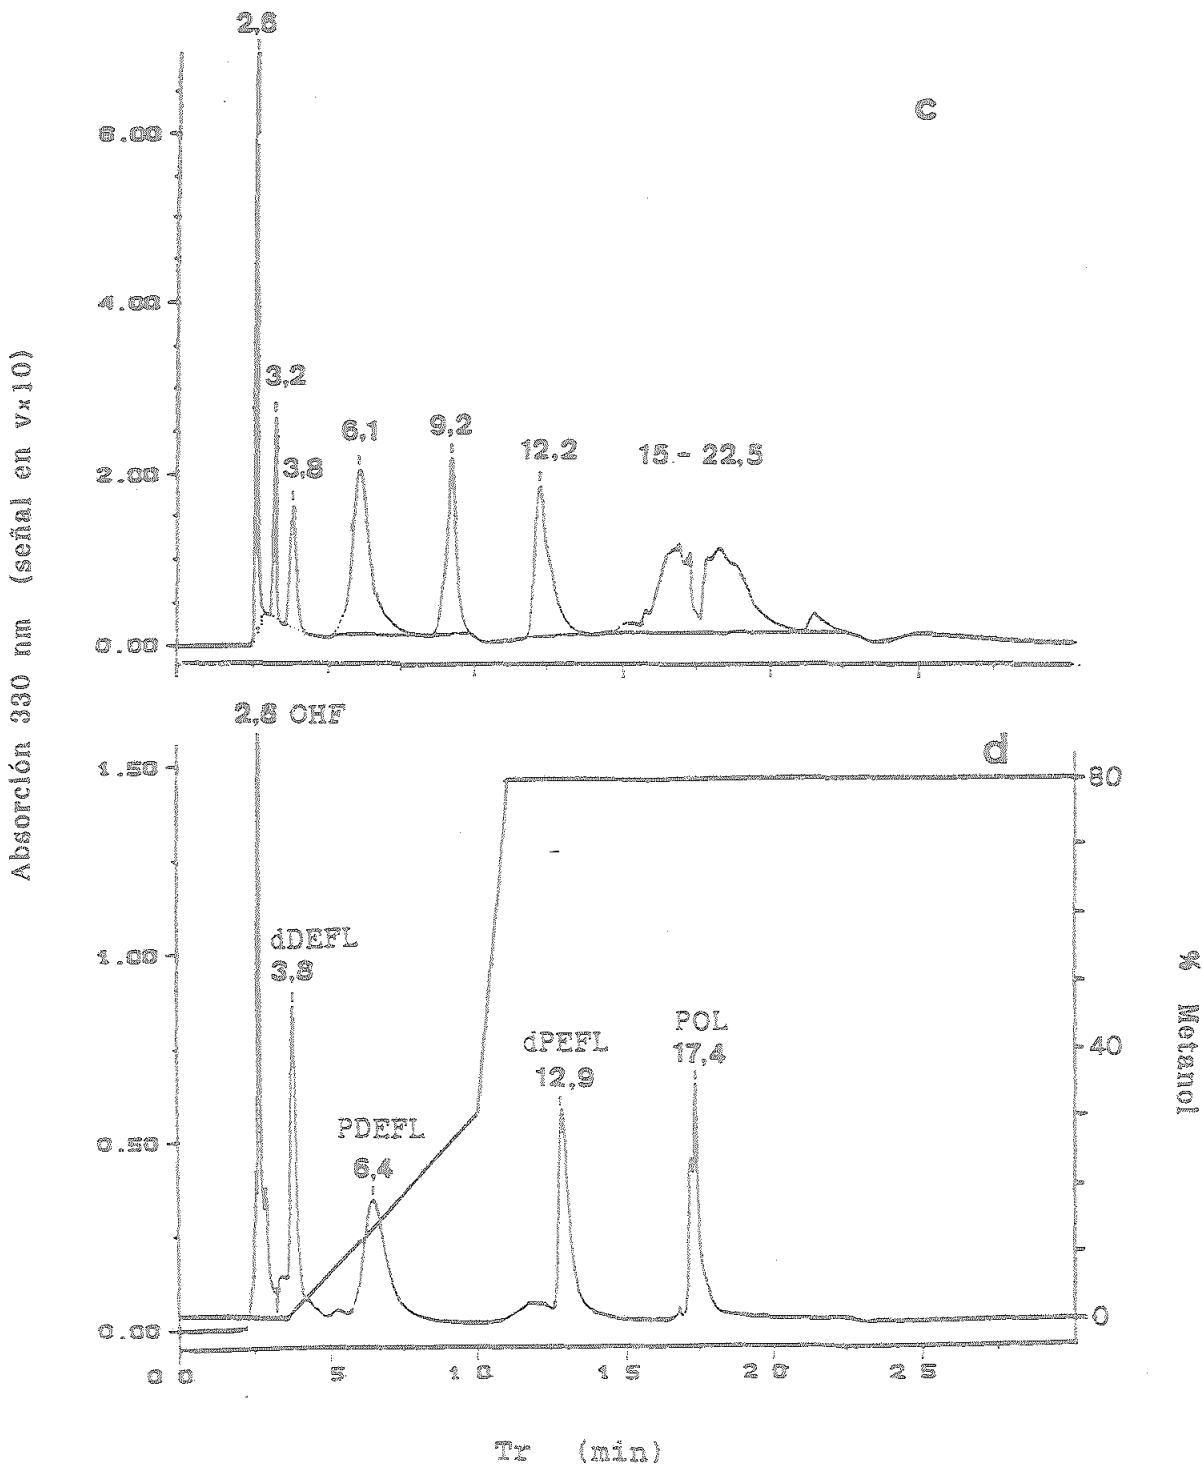 2,6
c
6.00
4.00
3,2
6,1
9,2
12,2
15 - 22,5
3,8
2.00
0.00
Absorción 330 nm (señal en v×10)
2,6 OHF
d
1.50
80
dDEFL
3,8
1.00
POL
17,4
dPEFL
12,9
40
% Metanol
PDEFL
6,4
0.50
0.00
0
0 0 5 10 15 20 25
Tr (min)